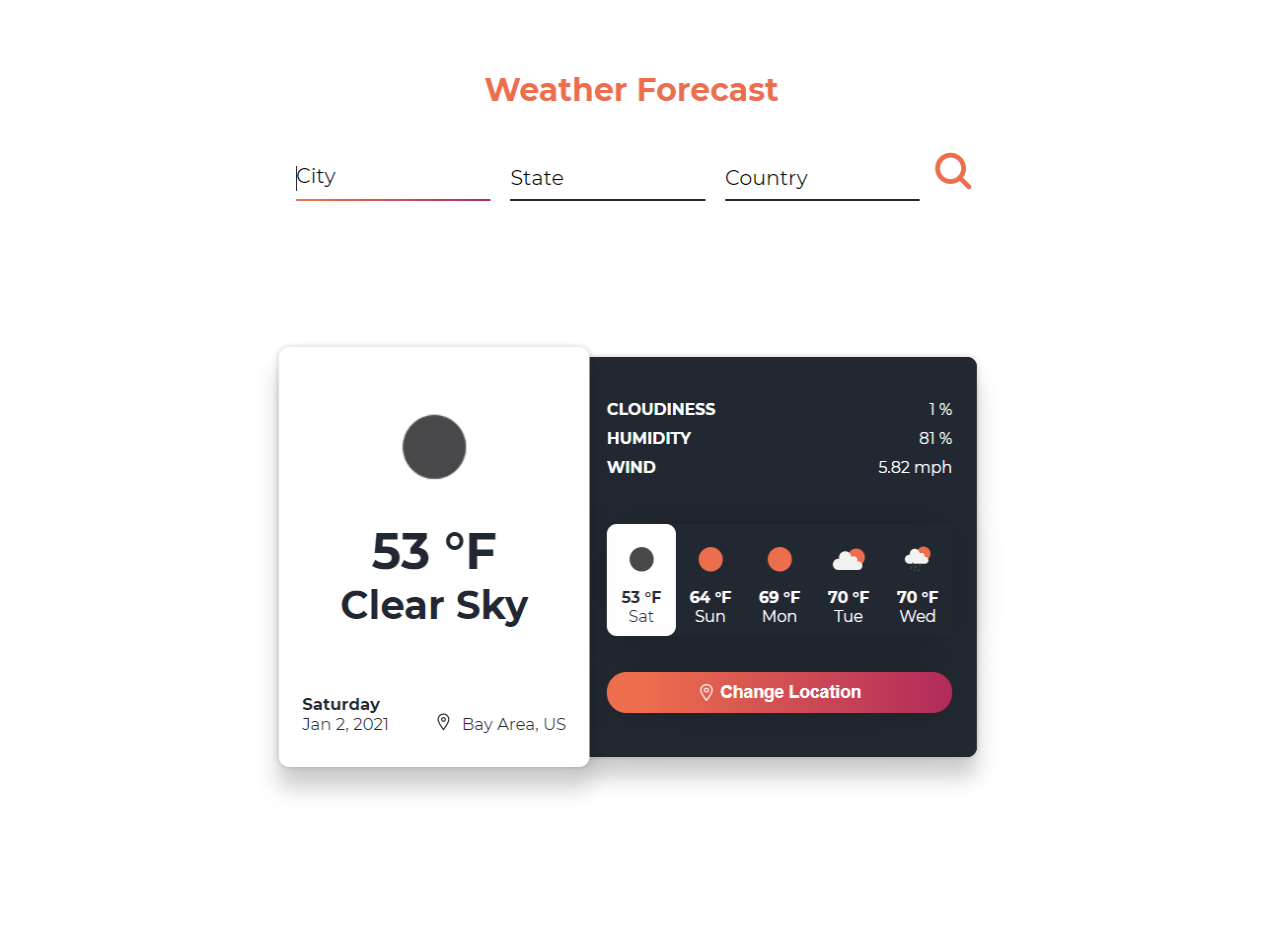 Weather Forecast
City State Country
53 °F
Clear Sky
Saturday
Jan 2, 2021
Bay Area, US
CLOUDINESS 1 %
HUMIDITY 81 %
WIND 5.82 mph
53 °F 64 °F 69 °F 70 °F 70 °F
Sat Sun Mon Tue Wed
Change Location